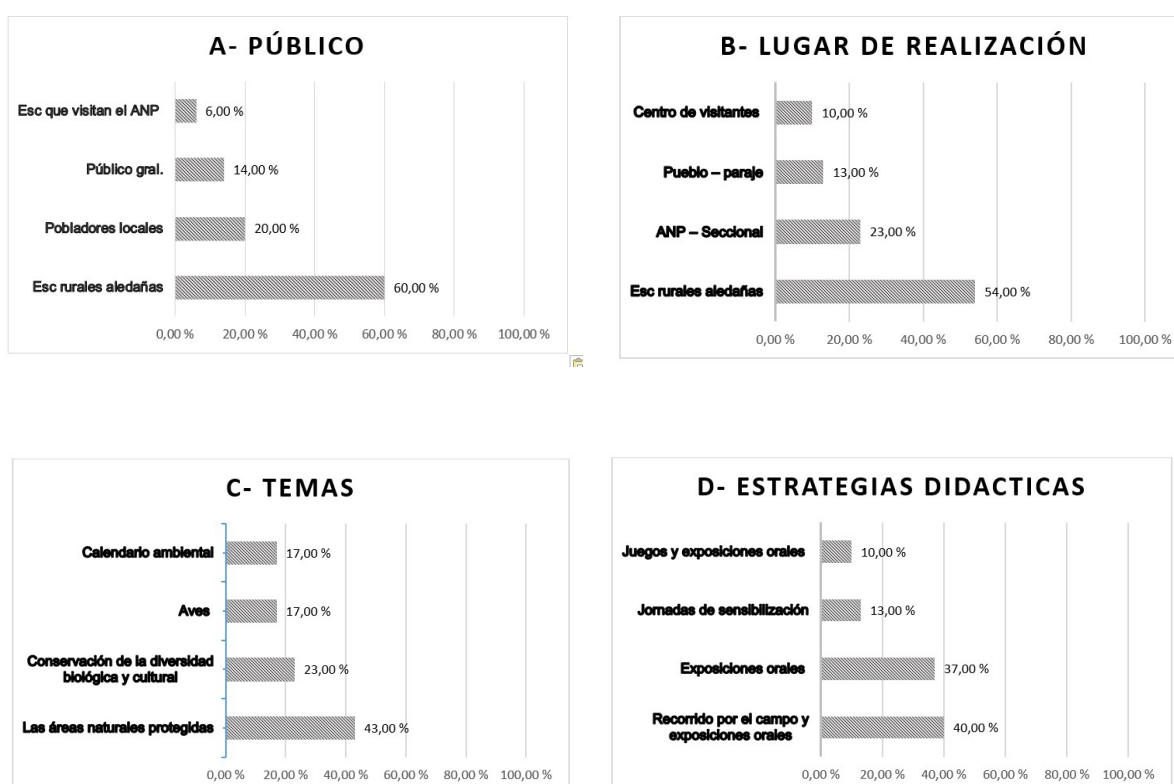 A- PÚBLICO
Esc que visitan el ANP
6,00 %
Público gral.
14,00 %
Pobladores locales
20,00 %
Esc rurales aledañas
60,00 %
0,00 % 20,00 % 40,00 % 60,00 % 80,00 % 100,00 %
B- LUGAR DE REALIZACIÓN
Centro de visitantes
10,00 %
Pueblo – paraje
13,00 %
ANP – Seccional
23,00 %
Esc rurales aledañas
54,00 %
0,00 % 20,00 % 40,00 % 60,00 % 80,00 % 100,00 %
C- TEMAS
Calendario ambiental
17,00 %
Aves
17,00 %
Conservación de la diversidad
biológica y cultural
23,00 %
Las áreas naturales protegidas
43,00 %
0,00 % 20,00 % 40,00 % 60,00 % 80,00 % 100,00 %
D- ESTRATEGIAS DIDACTICAS
Juegos y exposiciones orales
10,00 %
Jornadas de sensibilización
13,00 %
Exposiciones orales
37,00 %
Recorrido por el campo y
exposiciones orales
40,00 %
0,00 % 20,00 % 40,00 % 60,00 % 80,00 % 100,00 %